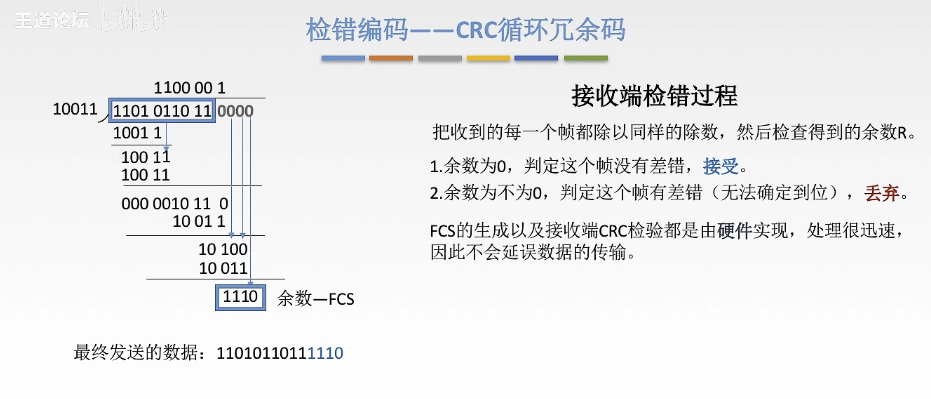 王道论坛
检错编码——CRC循环冗余码
1100 00 1
10011 1101 0110 11 0000
1001 1
100 11
100 11
000 0010 11 0
10 01 1
10 100
10 011
1110 余数—FCS
最终发送的数据：11010110111110
接收端检错过程
把收到的每一个帧都除以同样的除数，然后检查得到的余数R。
1.余数为0，判定这个帧没有差错，接受。
2.余数为不为0，判定这个帧有差错（无法确定到位），丢弃。
FCS的生成以及接收端CRC检验都是由硬件实现，处理很迅速，
因此不会延误数据的传输。